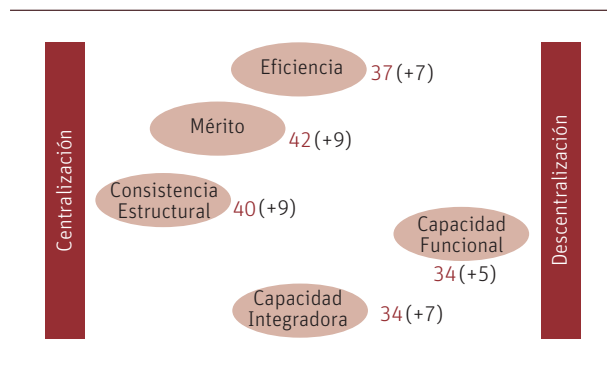 Eficiencia
37(+7)
Mérito
42(+9)
Centralización
Consistencia
Estructural
40(+9)
Capacidad
Funcional
34(+5)
Descentralización
Capacidad
Integradora
34(+7)